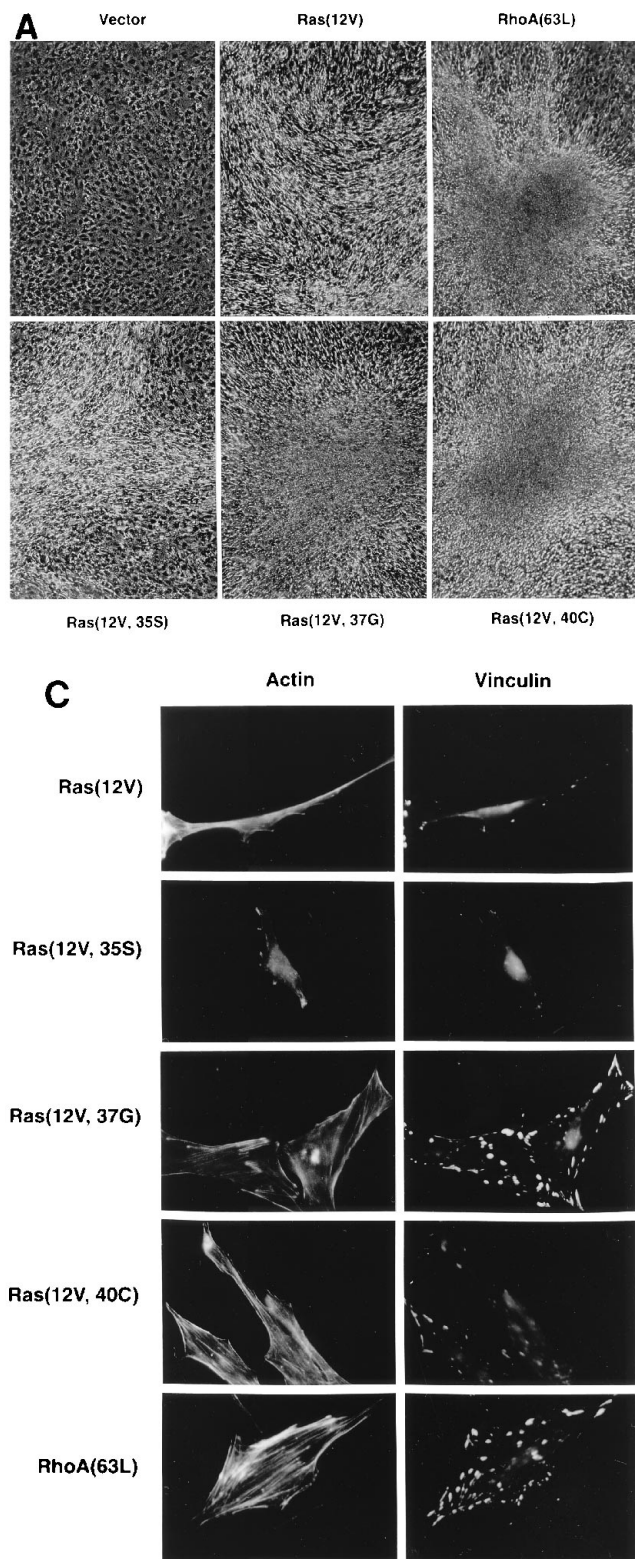 A
Vector Ras(12V) RhoA(63L)
Ras(12V, 35S) Ras(12V, 37G) Ras(12V, 40C)
C
Actin Vinculin
Ras(12V)
Ras(12V, 35S)
Ras(12V, 37G)
Ras(12V, 40C)
RhoA(63L)